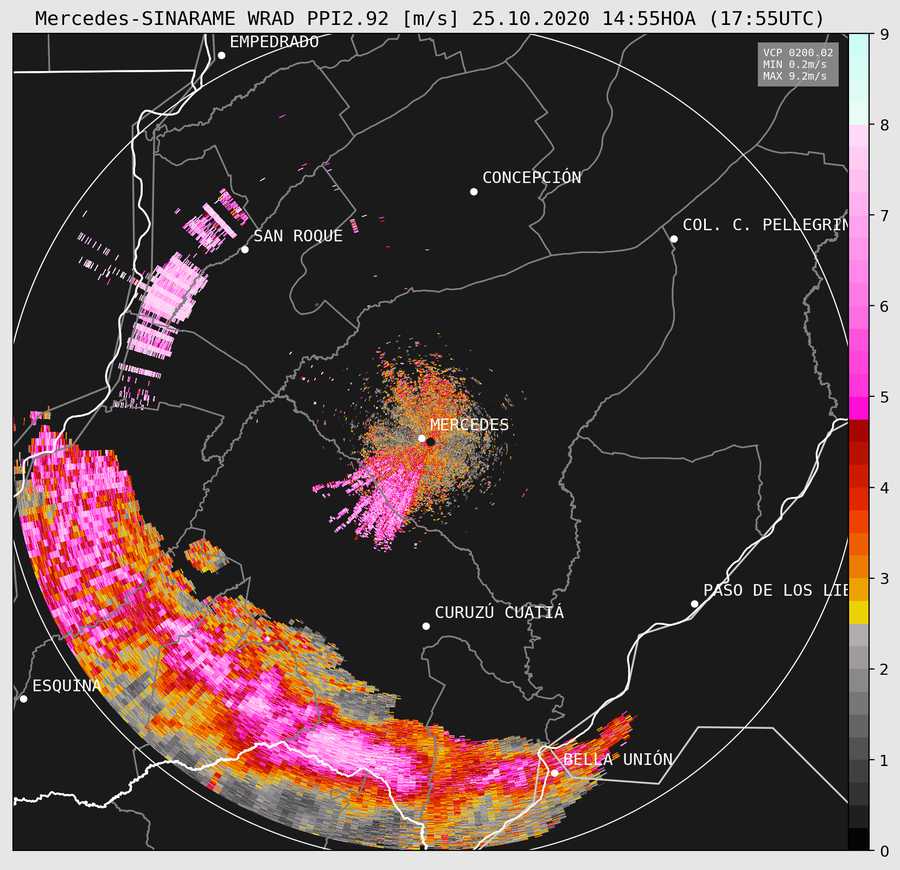 Mercedes-SINARAME WRAD PPI2.92 [m/s] 25.10.2020 14:55HOA (17:55UTC)
EMPEDRADO
VCP 0200.02
MIN 0.2m/s
MAX 9.2m/s
CONCEPCIÓN
COL. C. PELLEGRIN
SAN ROQUE
MERCEDES
PASO DE LOS LIB
CURUZÚ CUATIÁ
ESQUINA
BELLA UNIÓN
9
8
7
6
5
4
3
2
1
0